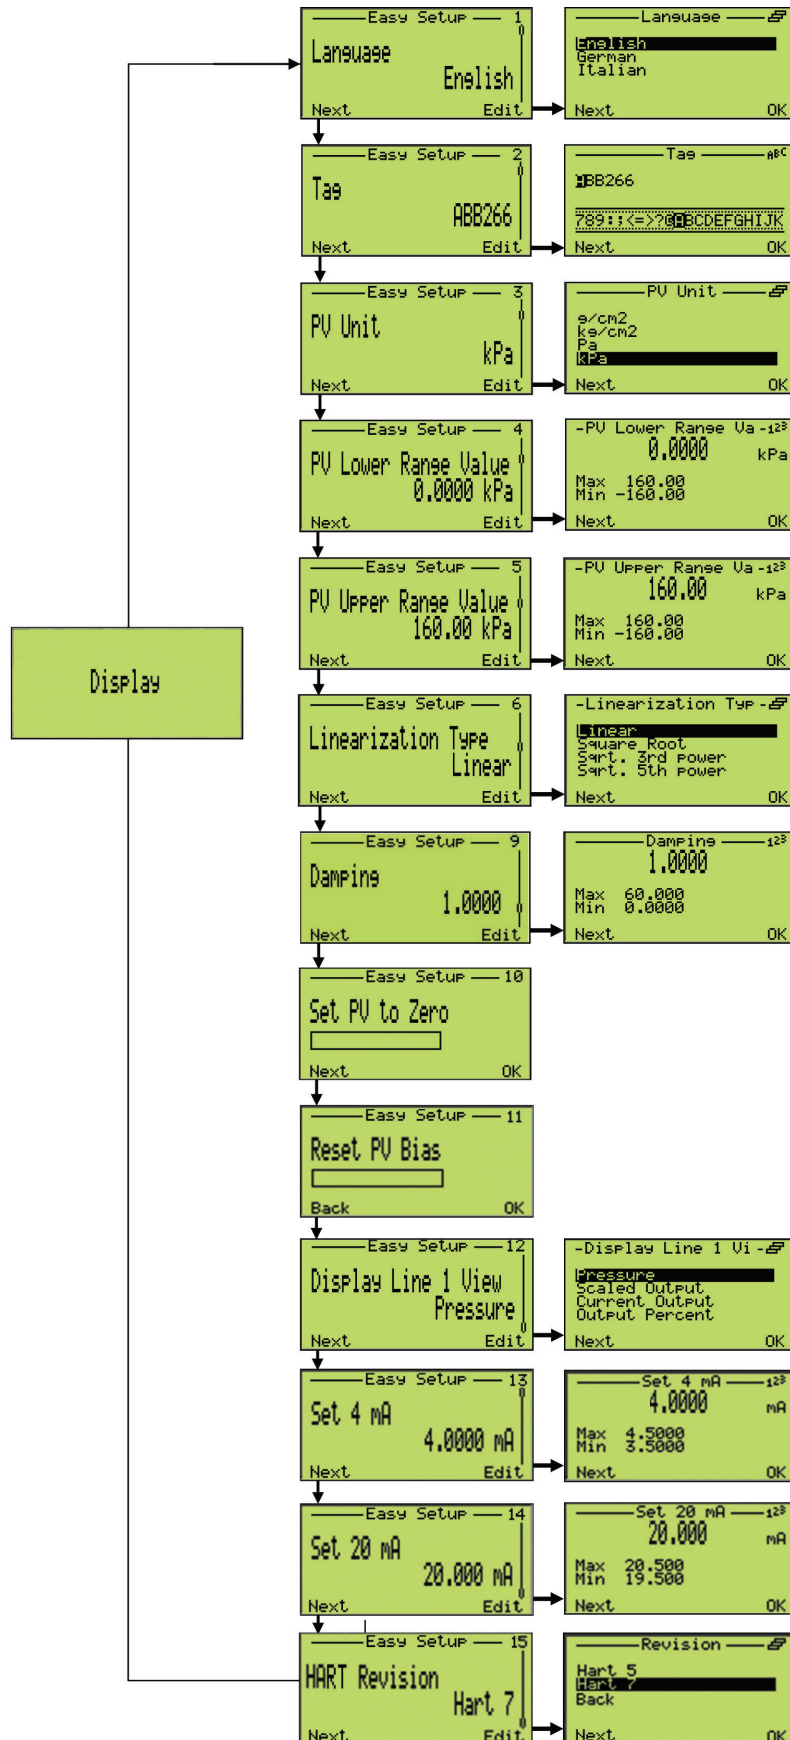 Display
Easy Setup 1
Language
English
Next Edit
Language
English
German
Italian
Next OK
Easy Setup 2
Tag
ABB266
Next Edit
Tag ABC
ABB266
789:;<=>?@ABCDEFGHIJK
Next OK
Easy Setup 3
PV Unit
kPa
Next Edit
PV Unit
g/cm2
kg/cm2
Pa
kPa
Next OK
Easy Setup 4
PV Lower Range Value
0.0000 kPa
Next Edit
-PV Lower Range Va-123
0.0000 kPa
Max 160.00
Min -160.00
Next OK
Easy Setup 5
PV Upper Range Value
160.00 kPa
Next Edit
-PV Upper Range Va-123
160.00 kPa
Max 160.00
Min -160.00
Next OK
Easy Setup 6
Linearization Type
Linear
Next Edit
-Linearization Typ-
Linear
Square Root
Sqrt. 3rd power
Sqrt. 5th power
Next OK
Easy Setup 9
Damping
1.0000
Next Edit
Damping 123
1.0000
Max 60.000
Min 0.0000
Next OK
Easy Setup 10
Set PV to Zero
Next OK
Easy Setup 11
Reset PV Bias
Back OK
Easy Setup 12
Display Line 1 View
Pressure
Next Edit
-Display Line 1 Vi-
Pressure
Scaled Output
Current Output
Output Percent
Next OK
Easy Setup 13
Set 4 mA
4.0000 mA
Next Edit
Set 4 mA 123
4.0000 mA
Max 4.5000
Min 3.5000
Next OK
Easy Setup 14
Set 20 mA
20.000 mA
Next Edit
Set 20 mA 123
20.000 mA
Max 20.500
Min 19.500
Next OK
Easy Setup 15
HART Revision
Hart 7
Next Edit
Revision
Hart 5
Hart 7
Back
Next OK